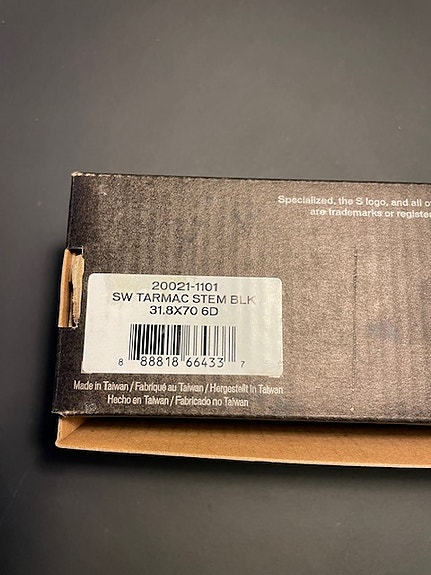 Specialized, the S logo, and all
are trademarks or
20021-1101
SW TARMAC STEM BLK
31.8X70 6D
8 88818 66433 7
Made in Taiwan / Fabriqué au Taiwan / Hergestellt in Taiwan
Hecho en Taiwan / Fabricado no Taiwan